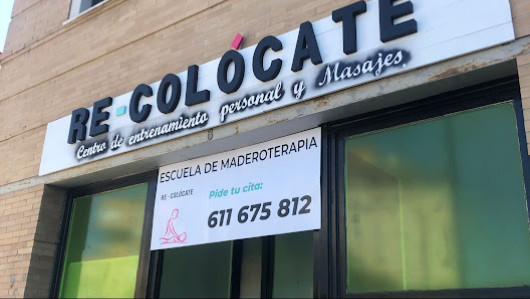 RE-COLÓCATE
Centro de entrenamiento personal y Masajes.
ESCUELA DE MADEROTERAPIA
RE-COLÓCATE
Pide tu cita:
611 675 812